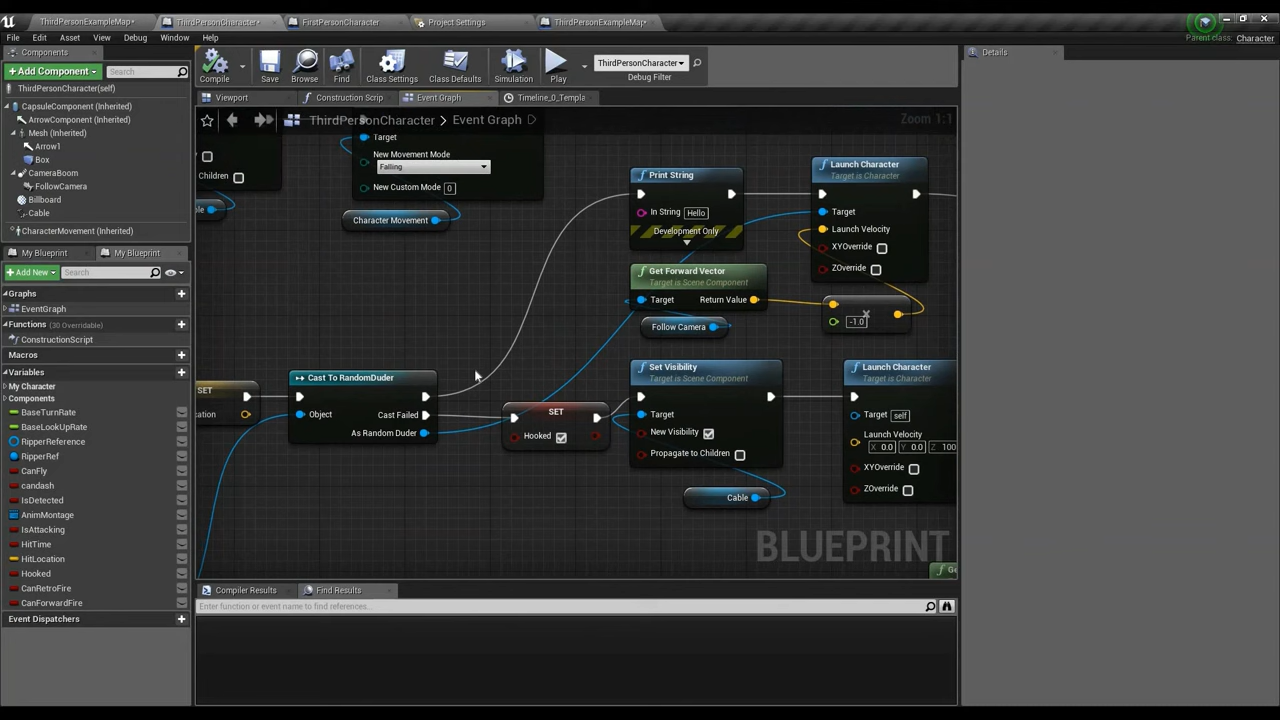 ThirdPersonExampleMap*
ThirdPersonCharacter*
FirstPersonCharacter
Project Settings
ThirdPersonExampleMap*
File Edit Asset View Debug Window Help
Parent class: Character
Components
+ Add Component
Search
ThirdPersonCharacter(self)
CapsuleComponent (Inherited)
ArrowComponent (Inherited)
Mesh (Inherited)
Arrow1
Box
CameraBoom
FollowCamera
Billboard
Cable
CharacterMovement (Inherited)
My Blueprint
My Blueprint
+ Add New
Search
Graphs
EventGraph
Functions (30 Overridable)
ConstructionScript
Macros
Variables
My Character
Components
BaseTurnRate
BaseLookUpRate
RipperReference
RipperRef
CanFly
candash
IsDetected
AnimMontage
IsAttacking
HitTime
HitLocation
Hooked
CanRetroFire
CanForwardFire
Event Dispatchers
Compile
Save
Browse
Find
Class Settings
Class Defaults
Simulation
Play
ThirdPersonCharacter
Debug Filter
Viewport
Construction Scrip
Event Graph
Timeline_0_Templa
ThirdPersonCharacter > Event Graph
Zoom 1:1
Children
Target
New Movement Mode
Falling
New Custom Mode 0
Character Movement
Print String
In String Hello
Development Only
Launch Character
Target is Character
Target
Launch Velocity
XYOverride
ZOverride
Get Forward Vector
Target is Scene Component
Target Return Value
Follow Camera
-1.0
SET
Cast To RandomDuder
Object
Cast Failed
As Random Duder
SET
Hooked
Set Visibility
Target is Scene Component
Target
New Visibility
Propagate to Children
Cable
Launch Character
Target is Character
Target self
Launch Velocity
X 0.0 Y 0.0 Z 100
XYOverride
ZOverride
BLUEPRINT
Compiler Results
Find Results
Enter function or event name to find references...
Details